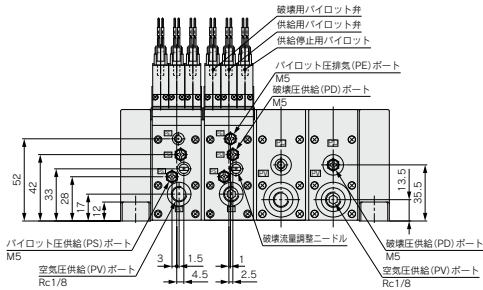 破壊用パイロット弁
供給用パイロット弁
供給停止用パイロット
パイロット圧排気(PE)ポート
M5
破壊圧供給(PD)ポート
M5
52
42
33
28
17
12
13.5
35.5
パイロット圧供給(PS)ポート
M5
空気圧供給(PV)ポート
Rc1/8
3
1.5
4.5
1
2.5
破壊流量調整ニードル
破壊圧供給(PD)ポート
M5
空気圧供給(PV)ポート
Rc1/8